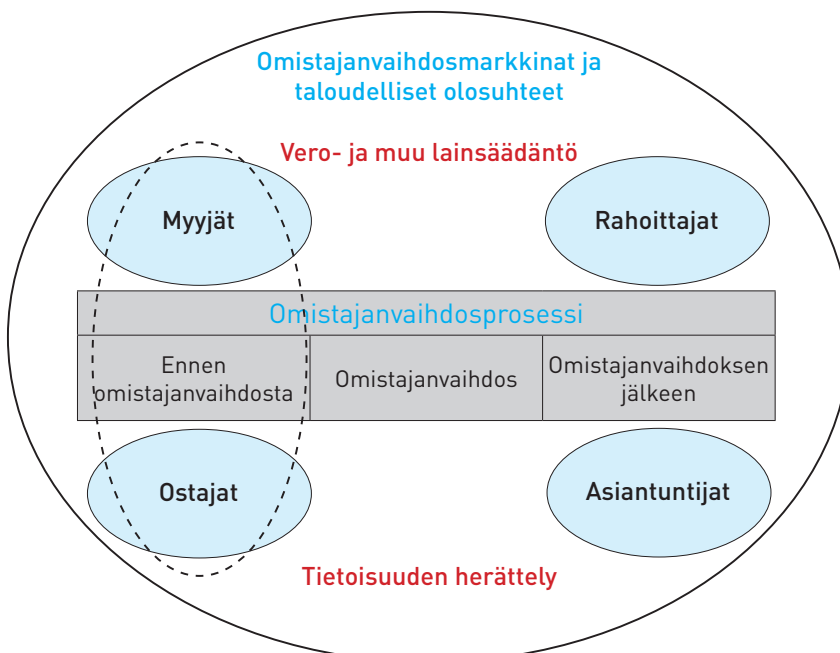 Omistajanvaihdosmarkkinat ja
taloudelliset olosuhteet
Vero- ja muu lainsäädäntö
Myyjät
Rahoittajat
Omistajanvaihdosprosessi
Ennen
omistajanvaihdosta
Omistajanvaihdos
Omistajanvaihdoksen
jälkeen
Ostajat
Asiantuntijat
Tietoisuuden herättely